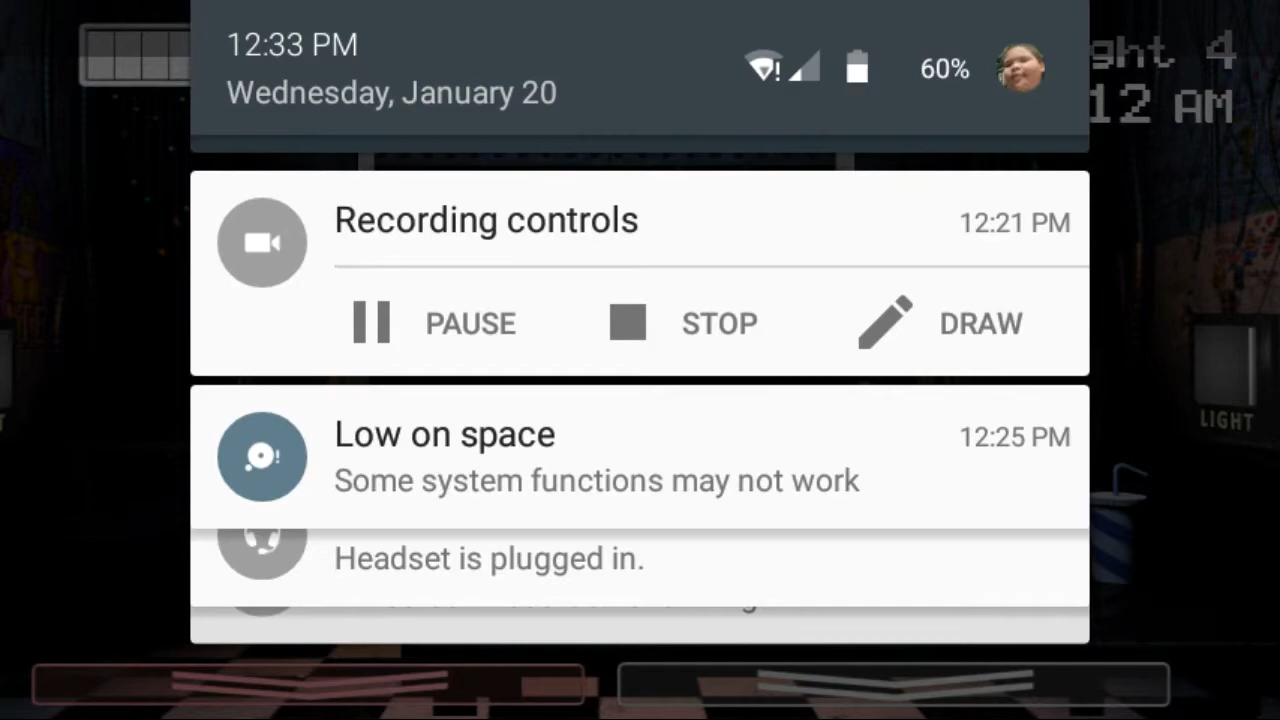 12:33 PM
Wednesday, January 20
60%
ght 4
12 AM
Recording controls
12:21 PM
PAUSE
STOP
DRAW
Low on space
12:25 PM
Some system functions may not work
Headset is plugged in.
LIGHT